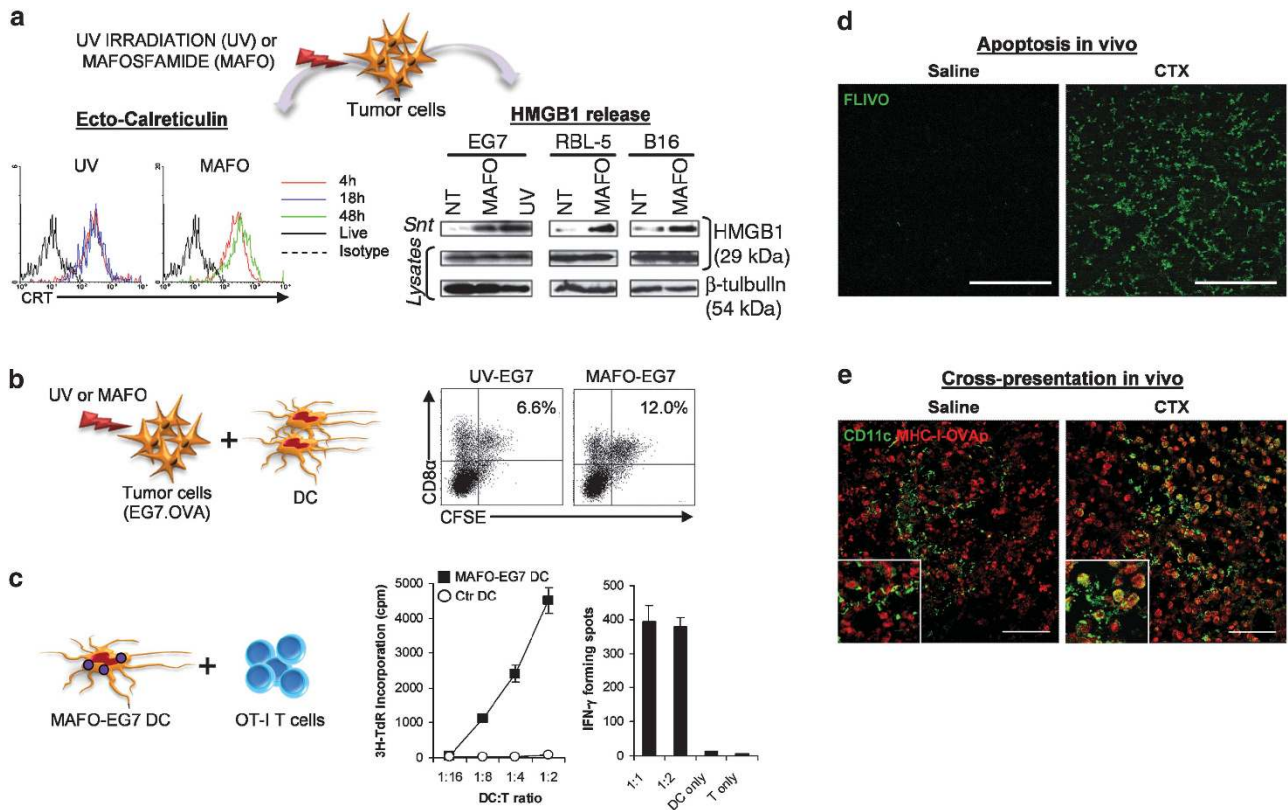 a
UV IRRADIATION (UV) or
MAFOSFAMIDE (MAFO)
Tumor cells
Ecto-Calreticulin
UV
MAFO
4h
18h
48h
Live
Isotype
CRT
HMGB1 release
EG7
RBL-5
B16
NT
MAFO
UV
NT
MAFO
NT
MAFO
Snt
Lysates
HMGB1
(29 kDa)
β-tulbulln
(54 kDa)
b
UV or MAFO
+
Tumor cells
(EG7.OVA)
DC
UV-EG7
MAFO-EG7
6.6%
12.0%
CD8α
CFSE
c
+
MAFO-EG7 DC
OT-I T cells
MAFO-EG7 DC
Ctr DC
3H-TdR Incorporation (cpm)
5000
4000
3000
2000
1000
0
1:16
1:8
1:4
1:2
DC:T ratio
IFN-γ forming spots
500
400
300
200
100
0
1:1
1:2
DC only
T only
d
Apoptosis in vivo
Saline
CTX
FLIVO
e
Cross-presentation in vivo
Saline
CTX
CD11c MHC-I-OVAp